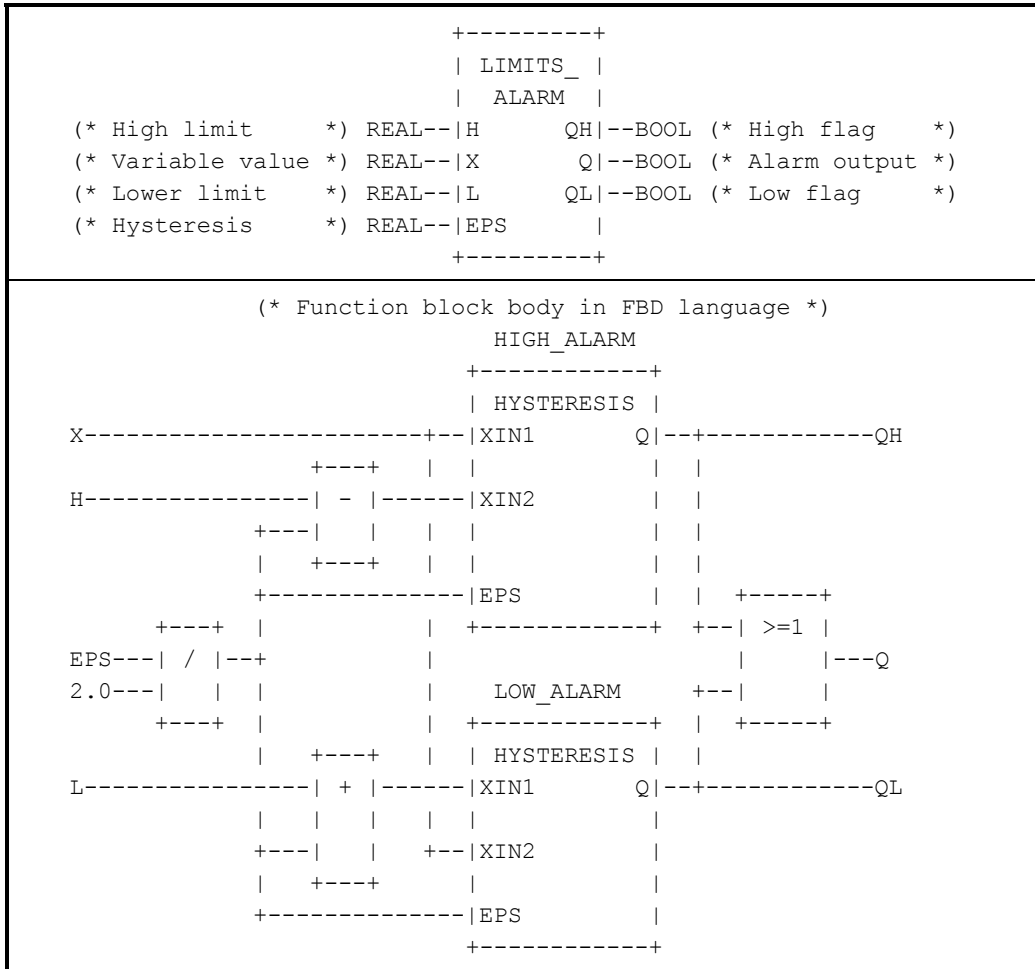 +---------+
                           | LIMITS_ |
                           |  ALARM  |
(* High limit     *) REAL--|H      QH|--BOOL (* High flag    *)
(* Variable value *) REAL--|X       Q|--BOOL (* Alarm output *)
(* Lower limit    *) REAL--|L      QL|--BOOL (* Low flag     *)
(* Hysteresis     *) REAL--|EPS      |
                           +---------+
             (* Function block body in FBD language *)
                              HIGH_ALARM
                            +------------+
                            | HYSTERESIS |
X------------------------+--|XIN1       Q|--+------------QH
                 +---+   |  |            |  |
H----------------| - |------|XIN2        |  |
             +---|   |   |  |            |  |
             |   +---+   |  |            |  |
             +--------------|EPS         |  |  +-----+
      +---+  |           |  +------------+  +--| >=1 |
EPS---| / |--+           |                     |     |---Q
2.0---|   |  |           |    LOW_ALARM     +--|     |
      +---+  |           |  +------------+  |  +-----+
             |   +---+   |  | HYSTERESIS |  |
L----------------| + |------|XIN1       Q|--+------------QL
             |   |   |   |  |            |
             +---|   |   +--|XIN2        |
             |   +---+      |            |
             +--------------|EPS         |
                            +------------+